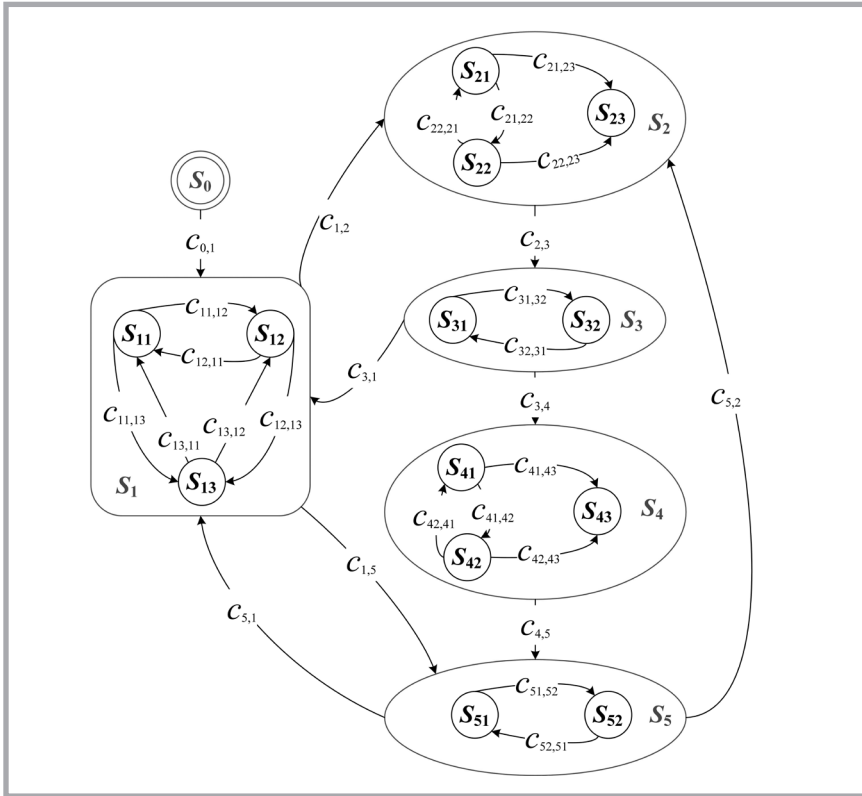 S21
C21,23
S23
S2
C22,21
C21,22
S22
C22,23
S0
C0,1
C1,2
C2,3
C11,12
S11
S12
C12,11
C11,13
C13,11
C13,12
C12,13
S1
S13
C31,32
S31
S32
S3
C32,31
C3,1
C3,4
C5,2
S41
C41,43
C42,41
C41,42
S43
S4
S42
C42,43
C1,5
C5,1
C4,5
C51,52
S51
S52
S5
C52,51